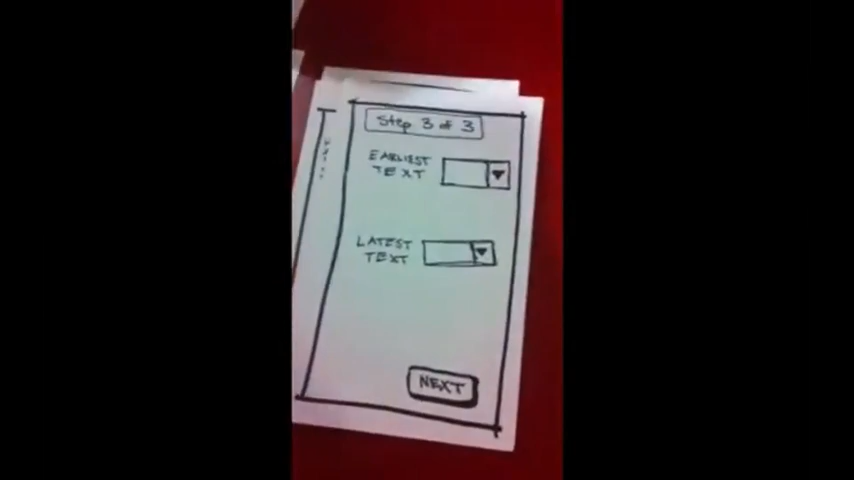 Step 3 of 3
EARLIEST
TEXT
LATEST
TEXT
NEXT